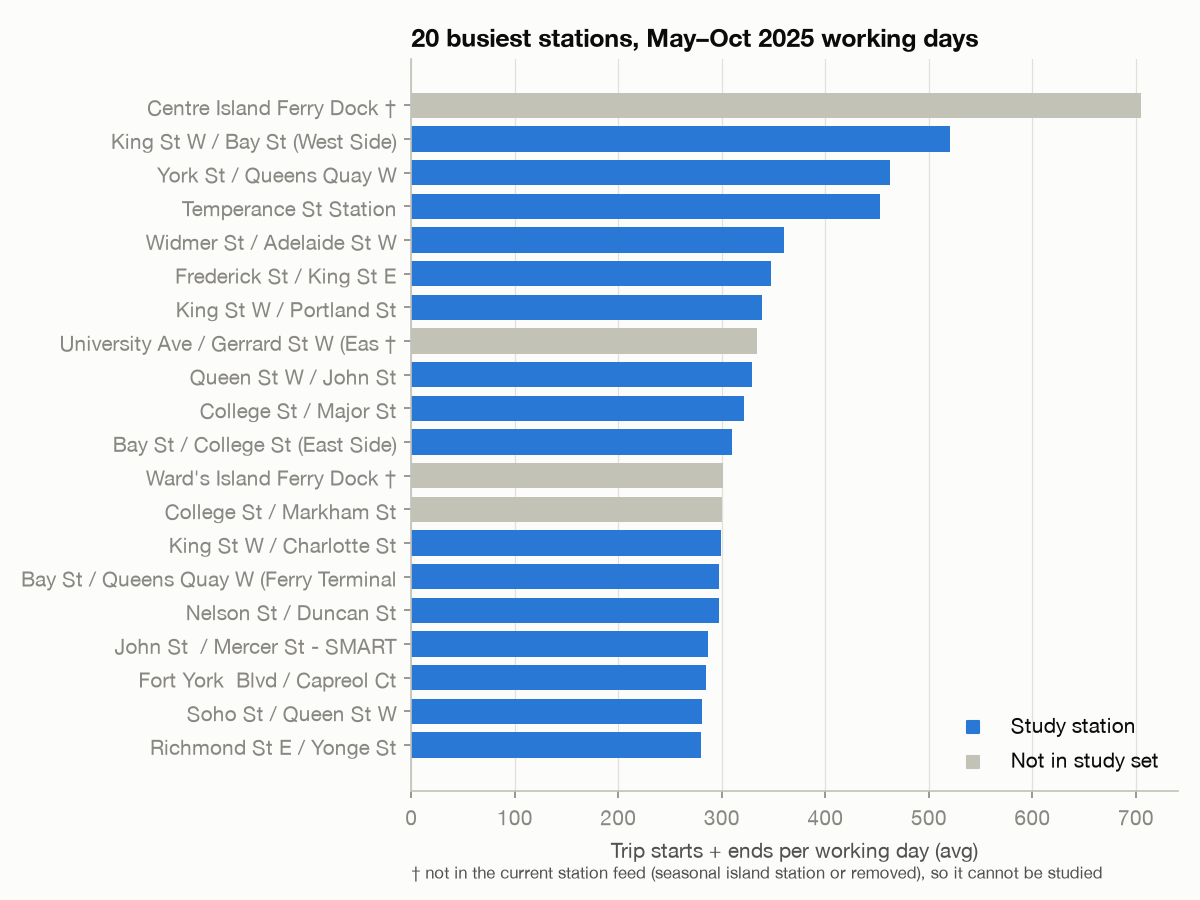 20 busiest stations, May–Oct 2025 working days
Centre Island Ferry Dock †
King St W / Bay St (West Side)
York St / Queens Quay W
Temperance St Station
Widmer St / Adelaide St W
Frederick St / King St E
King St W / Portland St
University Ave / Gerrard St W (Eas †
Queen St W / John St
College St / Major St
Bay St / College St (East Side)
Ward's Island Ferry Dock †
College St / Markham St
King St W / Charlotte St
Bay St / Queens Quay W (Ferry Terminal
Nelson St / Duncan St
John St  / Mercer St - SMART
Fort York  Blvd / Capreol Ct
Soho St / Queen St W
Richmond St E / Yonge St
Study station
Not in study set
0 100 200 300 400 500 600 700
Trip starts + ends per working day (avg)
† not in the current station feed (seasonal island station or removed), so it cannot be studied